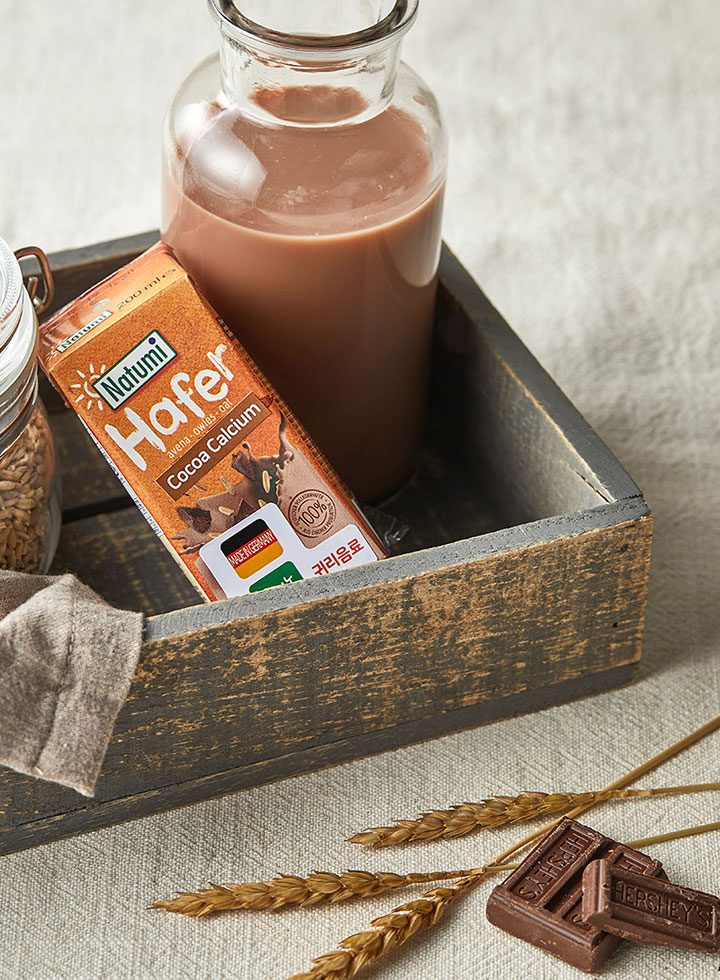 200 ml e
Natumi
Natumi
Hafer
avena - owies - oat
Cocoa Calcium
100%
MADE IN GERMANY
귀리음료
HERSHEY'S
HERSHEY'S